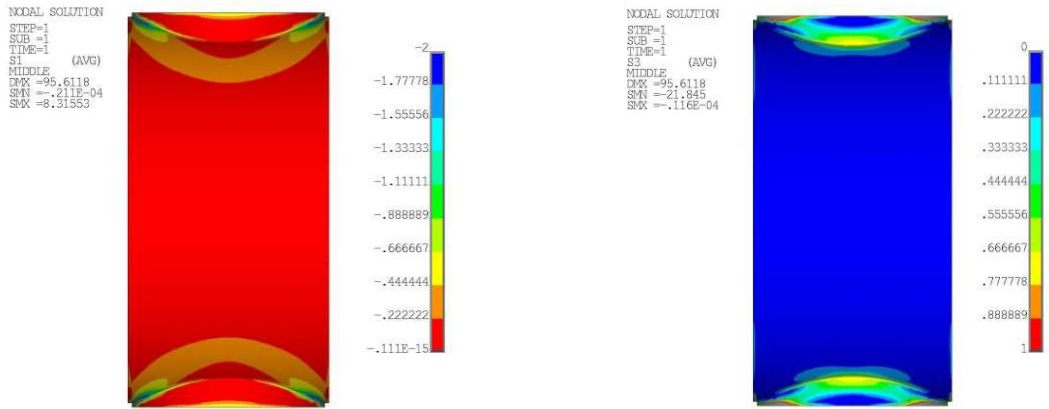 NODAL SOLUTION
STEP=1
SUB =1
TIME=1
S1 (AVG)
MIDDLE
DMX =95.6118
SMN =-.211E-04
SMX =8.31553
-2
-1.77778
-1.55556
-1.33333
-1.11111
-.888889
-.666667
-.444444
-.222222
-.111E-15
NODAL SOLUTION
STEP=1
SUB =1
TIME=1
S3 (AVG)
MIDDLE
DMX =95.6118
SMN =-21.845
SMX =-.116E-04
0
.111111
.222222
.333333
.444444
.555556
.666667
.777778
.888889
1